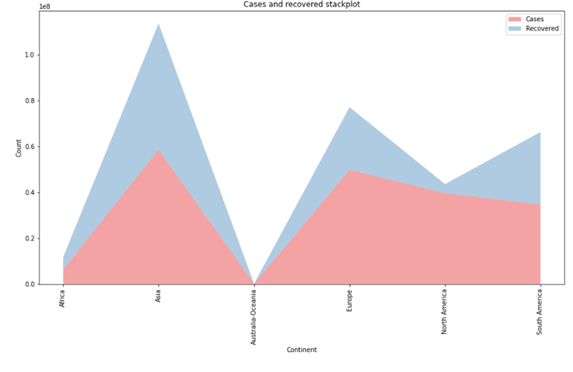 Cases and recovered stackplot
1e8
Cases
Recovered
1.0
0.8
0.6
0.4
0.2
0.0
Count
Africa
Asia
Australia-Oceania
Europe
North America
South America
Continent